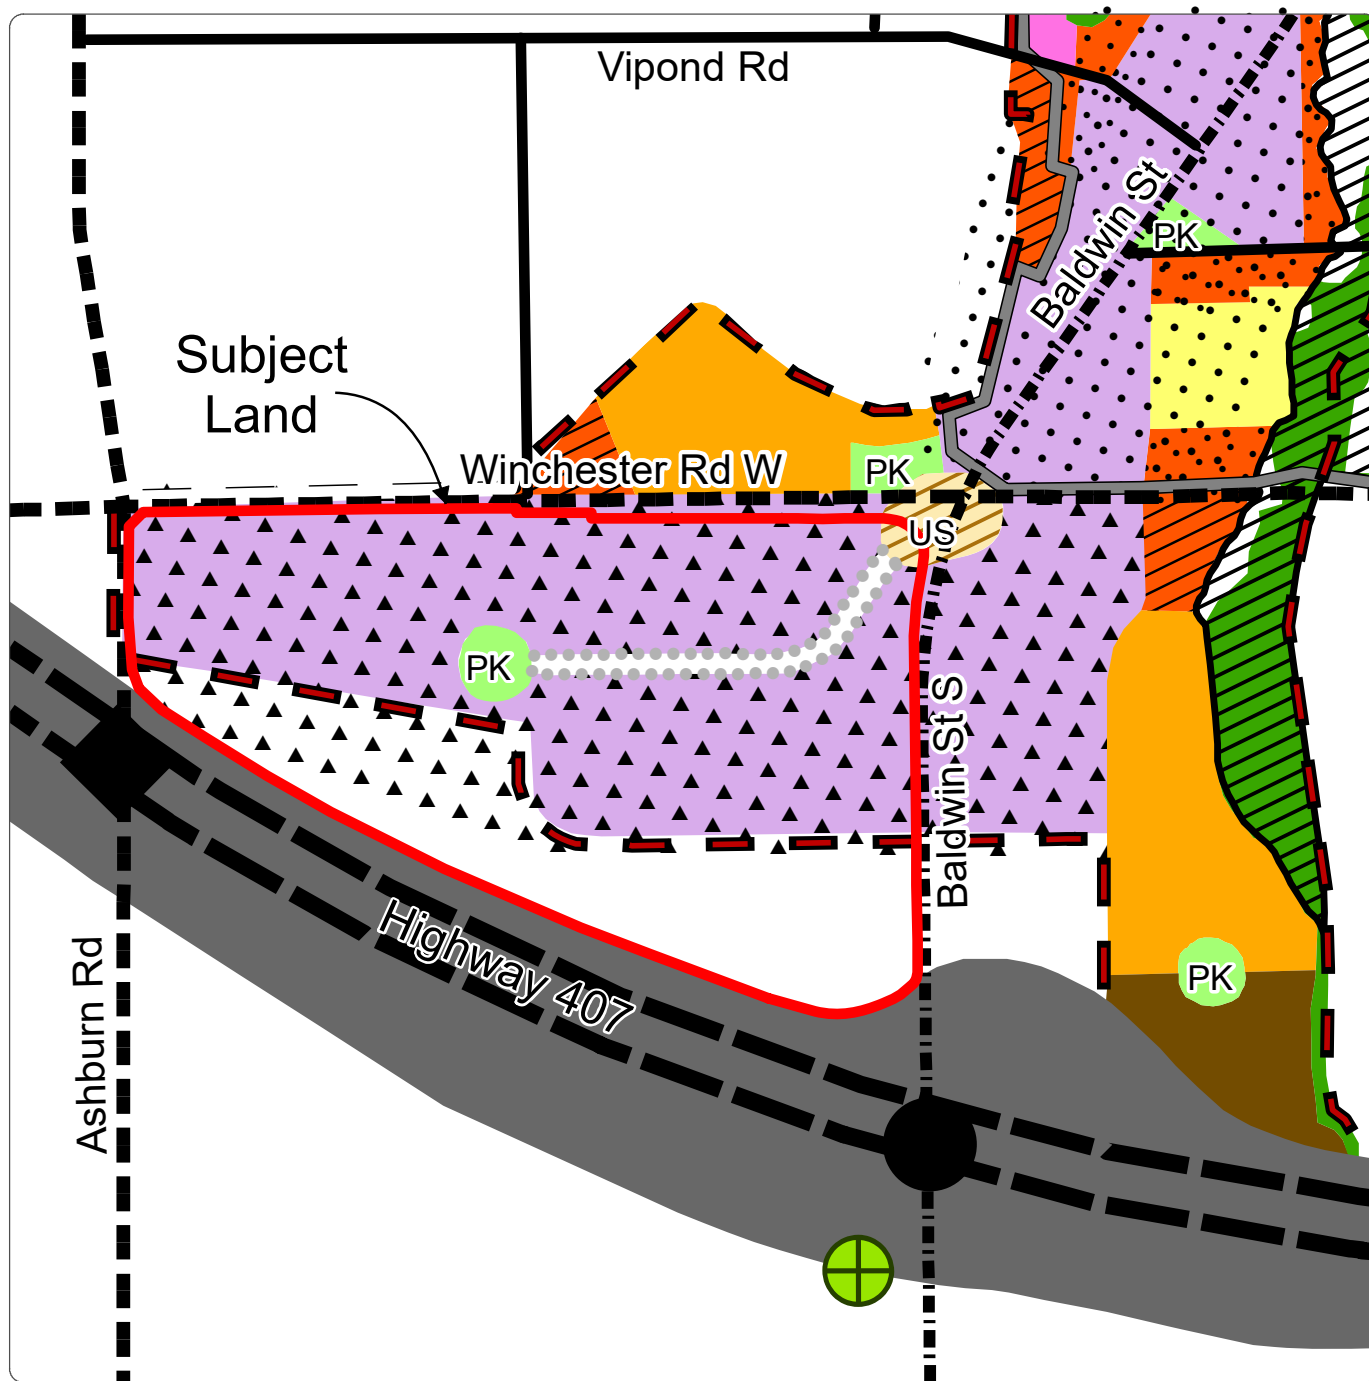 Vipond Rd
Baldwin St
PK
Subject
Land
Winchester Rd W
PK
US
PK
Baldwin St S
Highway 407
PK
Ashburn Rd